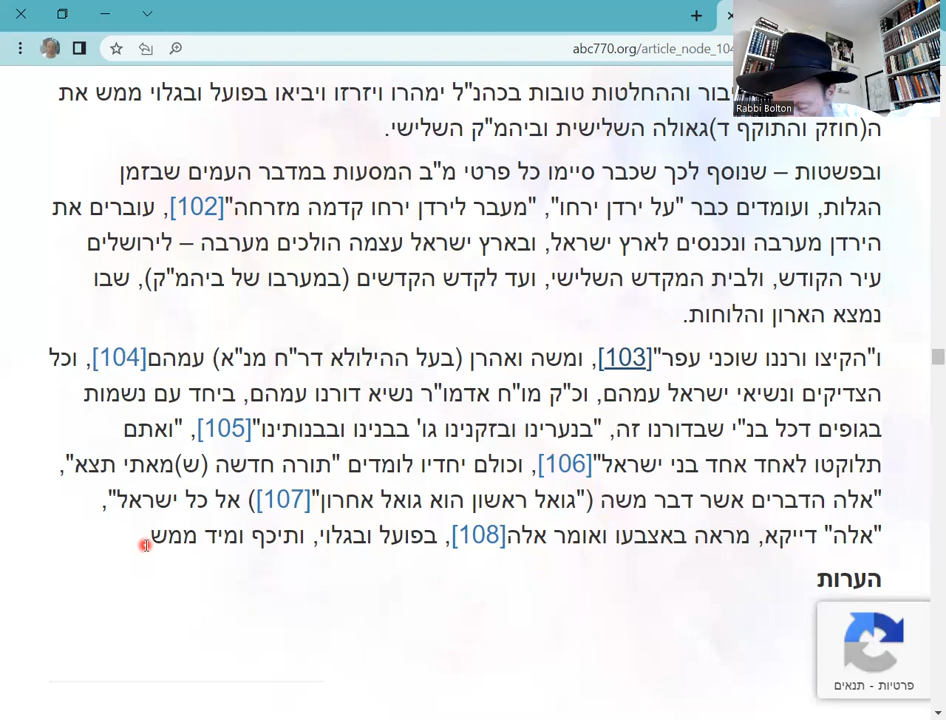 abc770.org/article_node_104
Rabbi Bolton
וההחלטות טובות בכהנ"ל ימהרו ויזרזו ויביאו בפועל ובגלוי ממש את
ה(חוזק והתוקף ד)גאולה השלישית וביהמ"ק השלישי.
ובפשטות – שנוסף לכך שכבר סיימו כל פרטי מ"ב המסעות במדבר העמים שבזמן
הגלות, ועומדים כבר "על ירדן ירחו", "מעבר לירדן ירחו קדמה מזרחה"[102], עוברים את
הירדן מערבה ונכנסים לארץ ישראל, ובארץ ישראל עצמה הולכים מערבה – לירושלים
עיר הקודש, ולבית המקדש השלישי, ועד לקדש הקדשים (במערבו של ביהמ"ק), שבו
נמצא הארון והלוחות.
ו"הקיצו ורננו שוכני עפר"[103], ומשה ואהרן (בעל ההילולא דר"ח מנ"א) עמהם[104], וכל
הצדיקים ונשיאי ישראל עמהם, וכ"ק מו"ח אדמו"ר נשיא דורנו עמהם, ביחד עם נשמות
בגופים דכל בנ"י שבדורנו זה, "בנערינו ובזקנינו גו' בבנינו ובבנותינו"[105], "ואתם
תלוקטו לאחד אחד בני ישראל"[106], וכולם יחדיו לומדים "תורה חדשה (ש)מאתי תצא",
"אלה הדברים אשר דבר משה ("גואל ראשון הוא גואל אחרון"[107]) אל כל ישראל",
"אלה" דייקא, מראה באצבעו ואומר אלה[108], בפועל ובגלוי, ותיכף ומיד ממש
הערות
פרטיות - תנאים